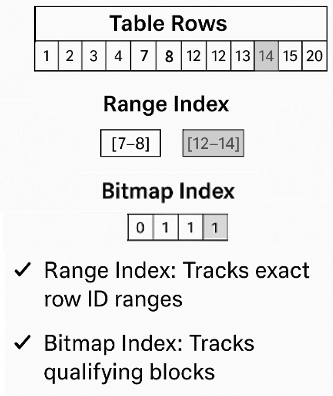 Table Rows
1 2 3 4 7 8 12 12 13 14 15 20
Range Index
[7–8] [12–14]
Bitmap Index
0 1 1 1
✓ Range Index: Tracks exact
row ID ranges
✓ Bitmap Index: Tracks
qualifying blocks